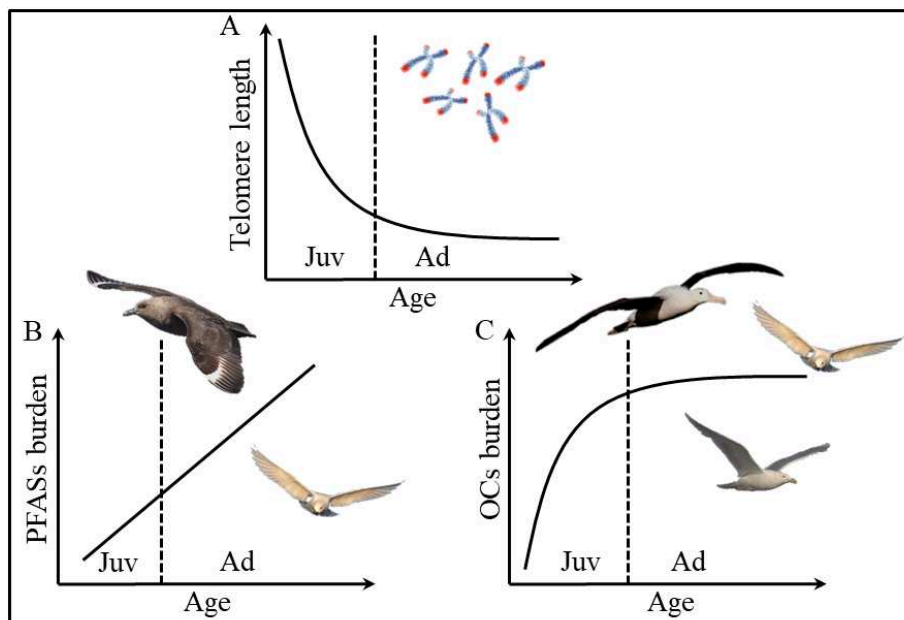 A
Telomere length
Juv
Ad
Age
B
PFASs burden
Juv
Ad
Age
C
OCs burden
Juv
Ad
Age